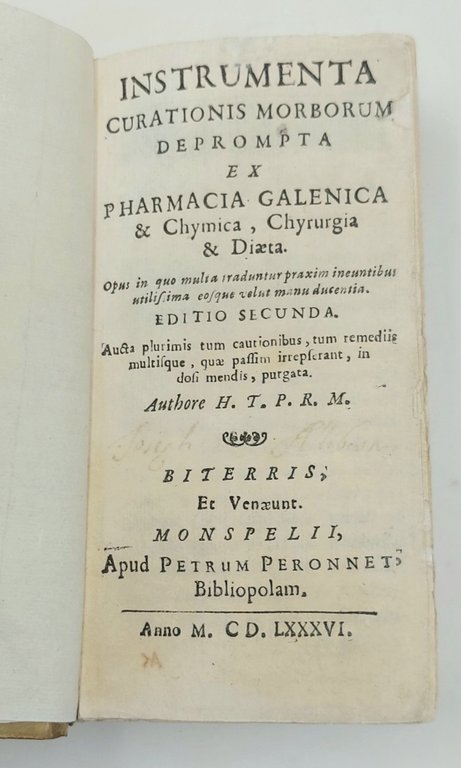 INSTRUMENTA
CURATIONIS MORBORUM
DEPROMPTA
EX
PHARMACIA GALENICA
& Chymica, Chyrurgia
& Diæta.
Opus in quo multa traduntur praxim ineuntibus
utilissima eosque velut manu ducentia.
EDITIO SECUNDA.
Aucta plurimis tum cautionibus, tum remediis
multisque, quæ passim irrepserant, in
dosi mendis, purgata.
Authore H. T. P. R. M.
Joseph
BITERRIS;
Et Venæunt.
MONSPELII,
Apud PETRUM PERONNET;
Bibliopolam.
Anno M. CD. LXXXVI.